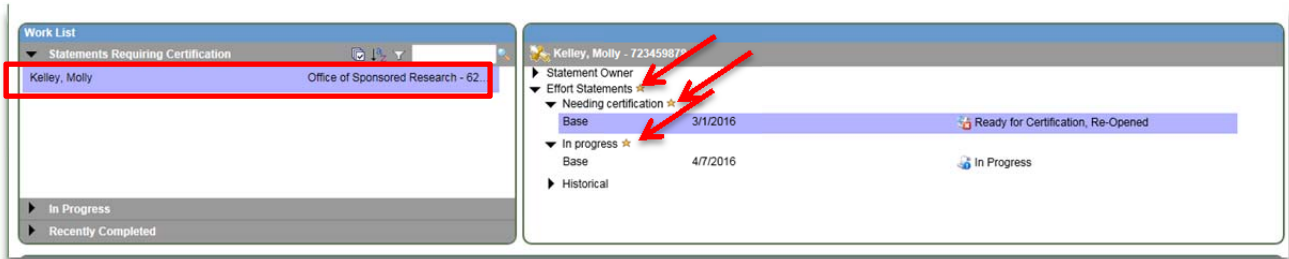 Work List
Statements Requiring Certification
Kelley, Molly Office of Sponsored Research - 62...
In Progress
Recently Completed
Kelley, Molly - 72345987
Statement Owner
Effort Statements
Needing certification
Base 3/1/2016 Ready for Certification, Re-Opened
In progress
Base 4/7/2016 In Progress
Historical